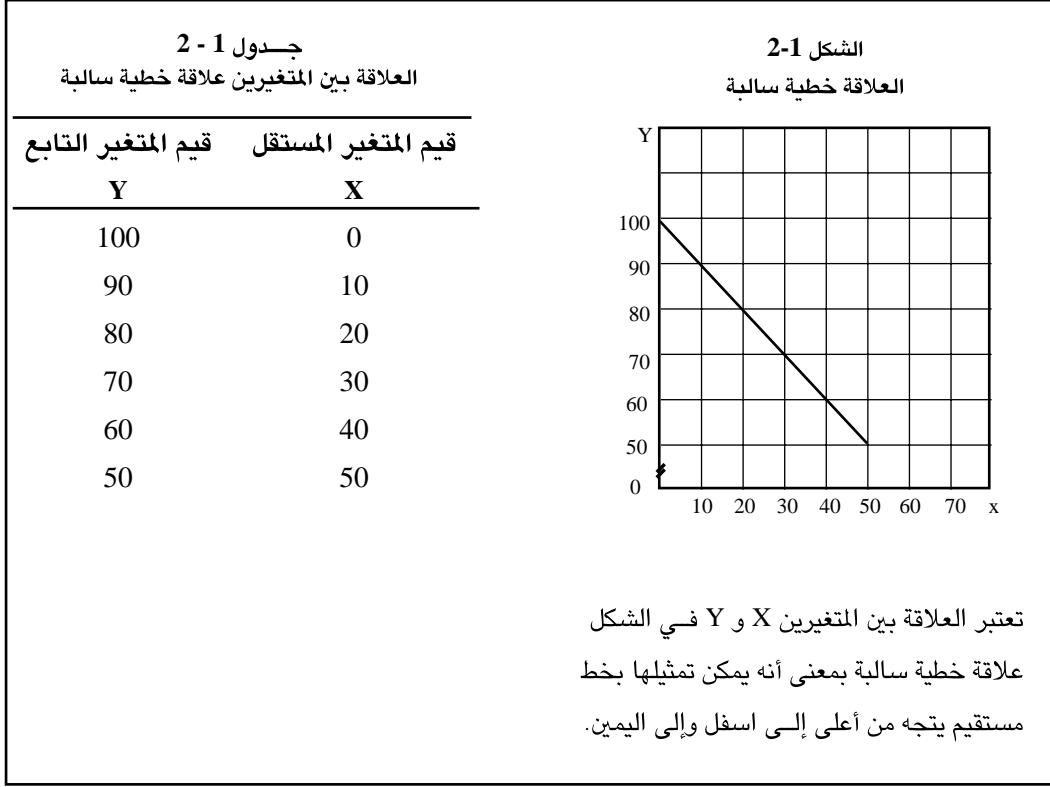 الشكل 1-2
العلاقة خطية سالبة
Y
100
90
80
70
60
50
0
10 20 30 40 50 60 70 x
تعتبر العلاقة بين المتغيرين X و Y فــي الشكل
علاقة خطية سالبة بمعنى أنه يمكن تمثيلها بخط
مستقيم يتجه من أعلى إلــى اسفل وإلى اليمين.
جــدول 1 - 2
العلاقة بين المتغيرين علاقة خطية سالبة
قيم المتغير المستقل قيم المتغير التابع
X Y
0 100
10 90
20 80
30 70
40 60
50 50